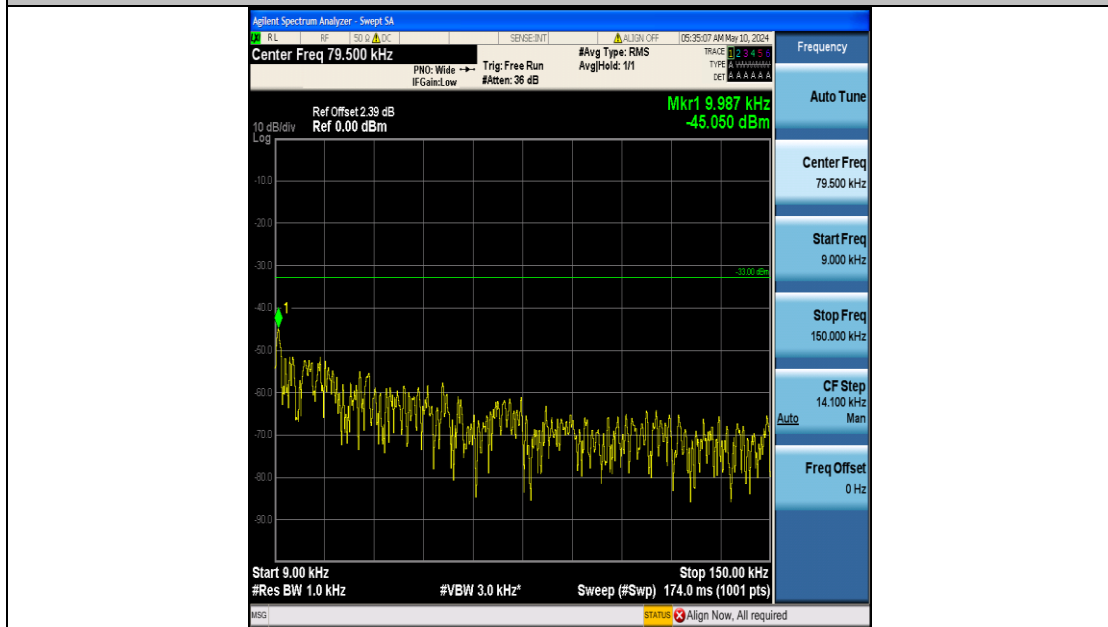 Agilent Spectrum Analyzer - Swept SA
RL RF 50 Ω DC SENSE:INT ALIGN OFF 05:35:07 AM May 10, 2024
Center Freq 79.500 kHz
PNO: Wide
IFGain:Low
Trig: Free Run
#Atten: 36 dB
#Avg Type: RMS
Avg|Hold: 1/1
TRACE 1 2 3 4 5 6
TYPE A
DET A A A A A A
Mkr1 9.987 kHz
-45.050 dBm
Ref Offset 2.39 dB
10 dB/div Ref 0.00 dBm
Log
-10.0
-20.0
-30.0
-33.00 dBm
-40.0
1
-50.0
-60.0
-70.0
-80.0
-90.0
Start 9.00 kHz Stop 150.00 kHz
#Res BW 1.0 kHz #VBW 3.0 kHz* Sweep (#Swp) 174.0 ms (1001 pts)
MSG STATUS Align Now, All required
Frequency
Auto Tune
Center Freq
79.500 kHz
Start Freq
9.000 kHz
Stop Freq
150.000 kHz
CF Step
14.100 kHz
Auto Man
Freq Offset
0 Hz